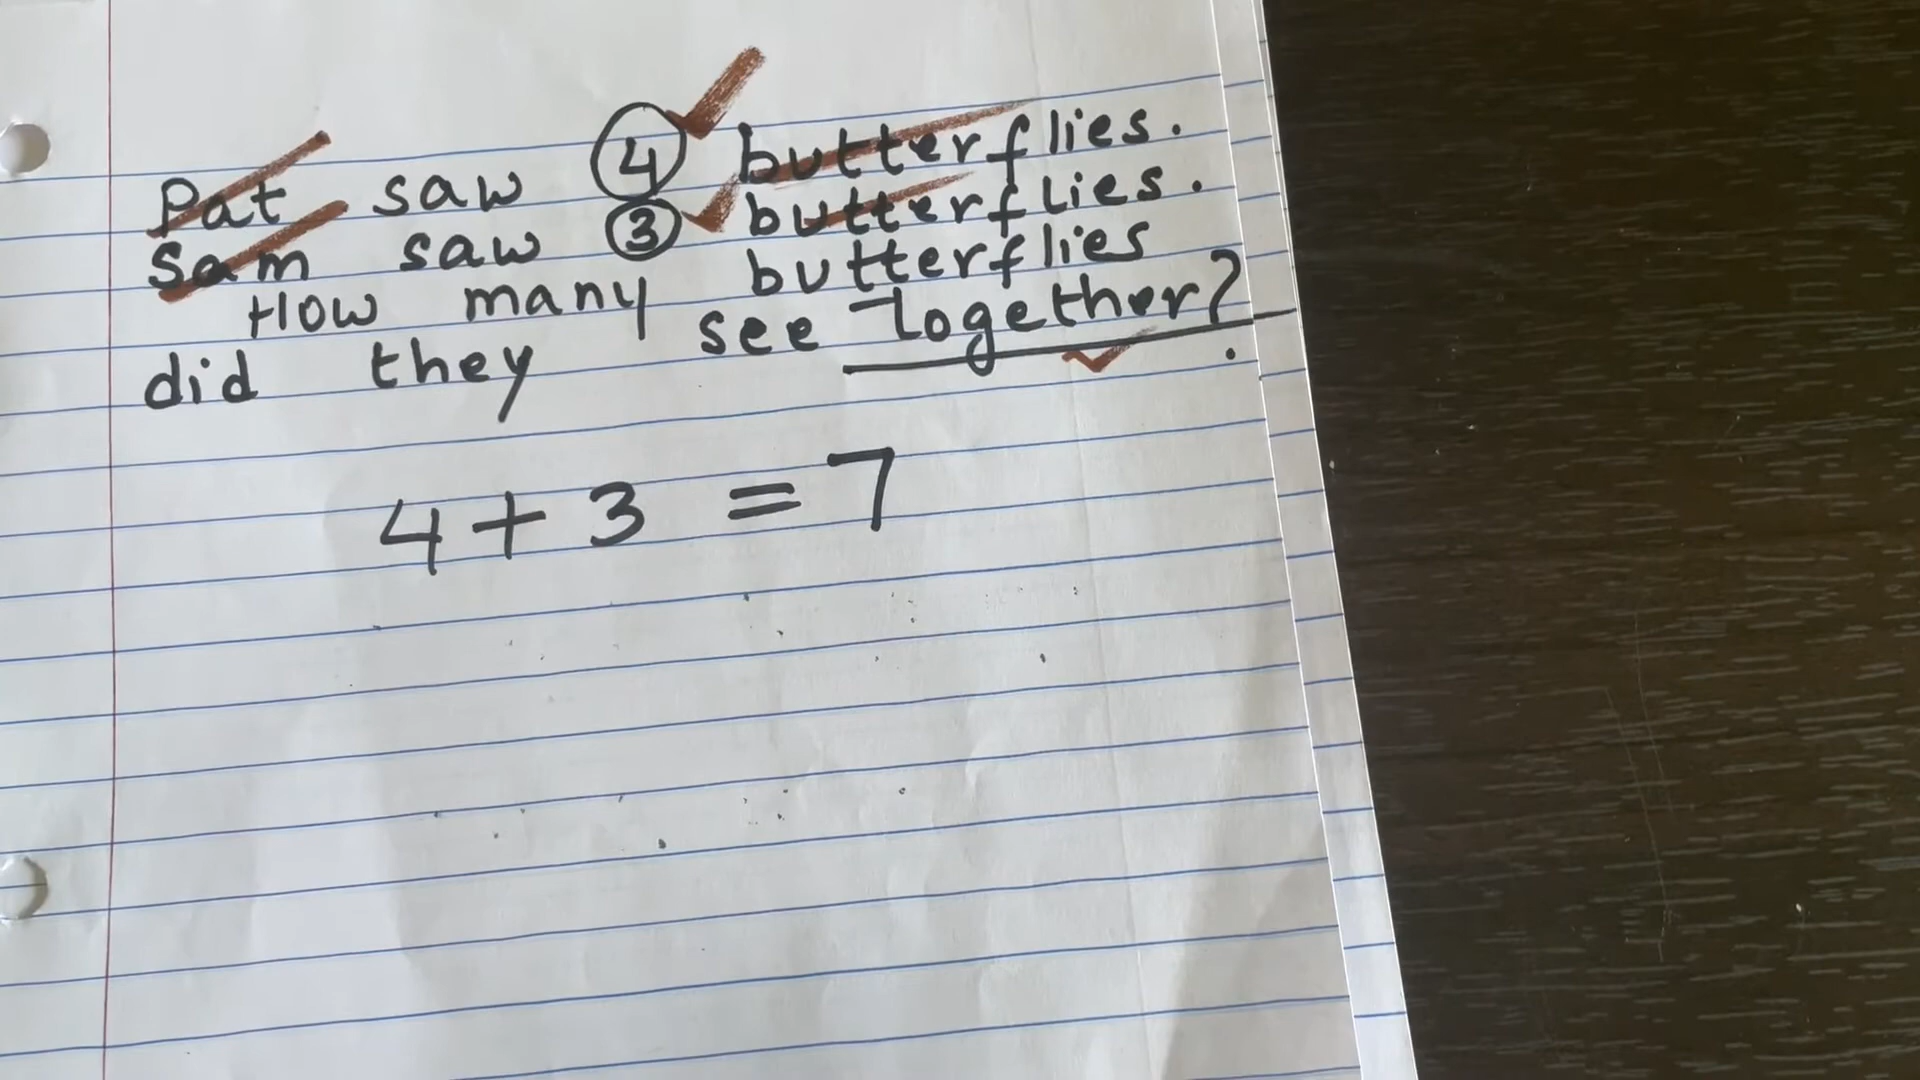 Pat saw 4 butterflies.
Sam saw 3 butterflies.
How many butterflies
did they see together?
4 + 3 = 7